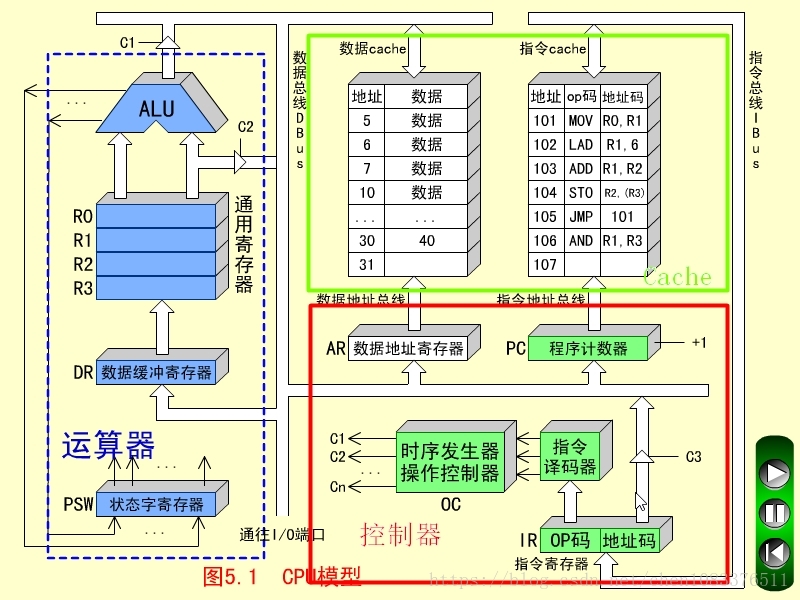 C1
数据总线DBus
数据cache
指令cache
指令总线IBus
ALU
...
C2
地址 数据
5 数据
6 数据
7 数据
10 数据
... ...
30 40
31
地址 op码 地址码
101 MOV R0,R1
102 LAD R1,6
103 ADD R1,R2
104 STO R2,(R3)
105 JMP 101
106 AND R1,R3
107
Cache
R0
R1
R2
R3
通用寄存器
数据地址总线
指令地址总线
AR 数据地址寄存器
PC 程序计数器
+1
DR 数据缓冲寄存器
运算器
...
PSW 状态字寄存器
...
C1
C2
...
Cn
时序发生器
操作控制器
OC
指令
译码器
C3
通往I/O端口
控制器
IR OP码 地址码
指令寄存器
图5.1 CPU模型